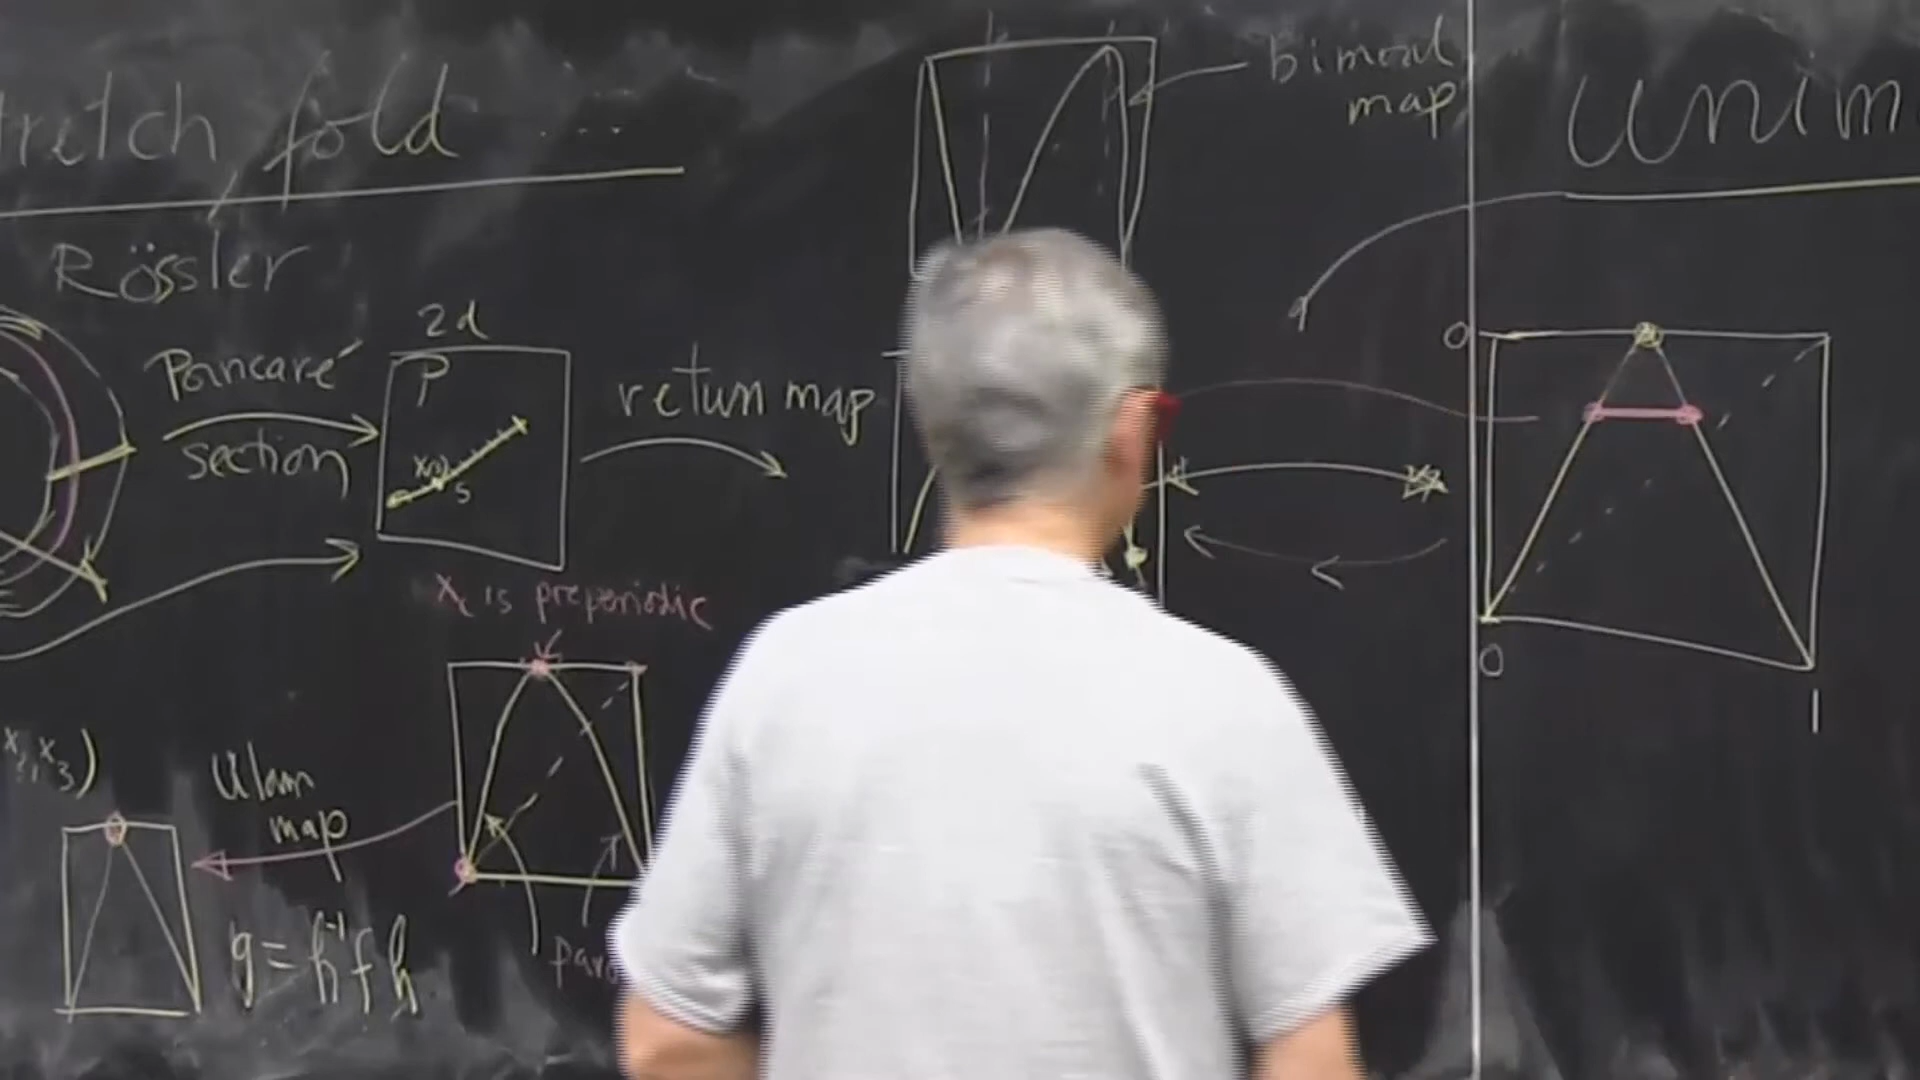 tretch fold ...
Rössler
Poincaré
section
2d
P
s
return map
bimodal
map
unim
0
0
1
x_c is preperiodic
x_2, x_3)
Ulam
map
g = h^-1 f h
para